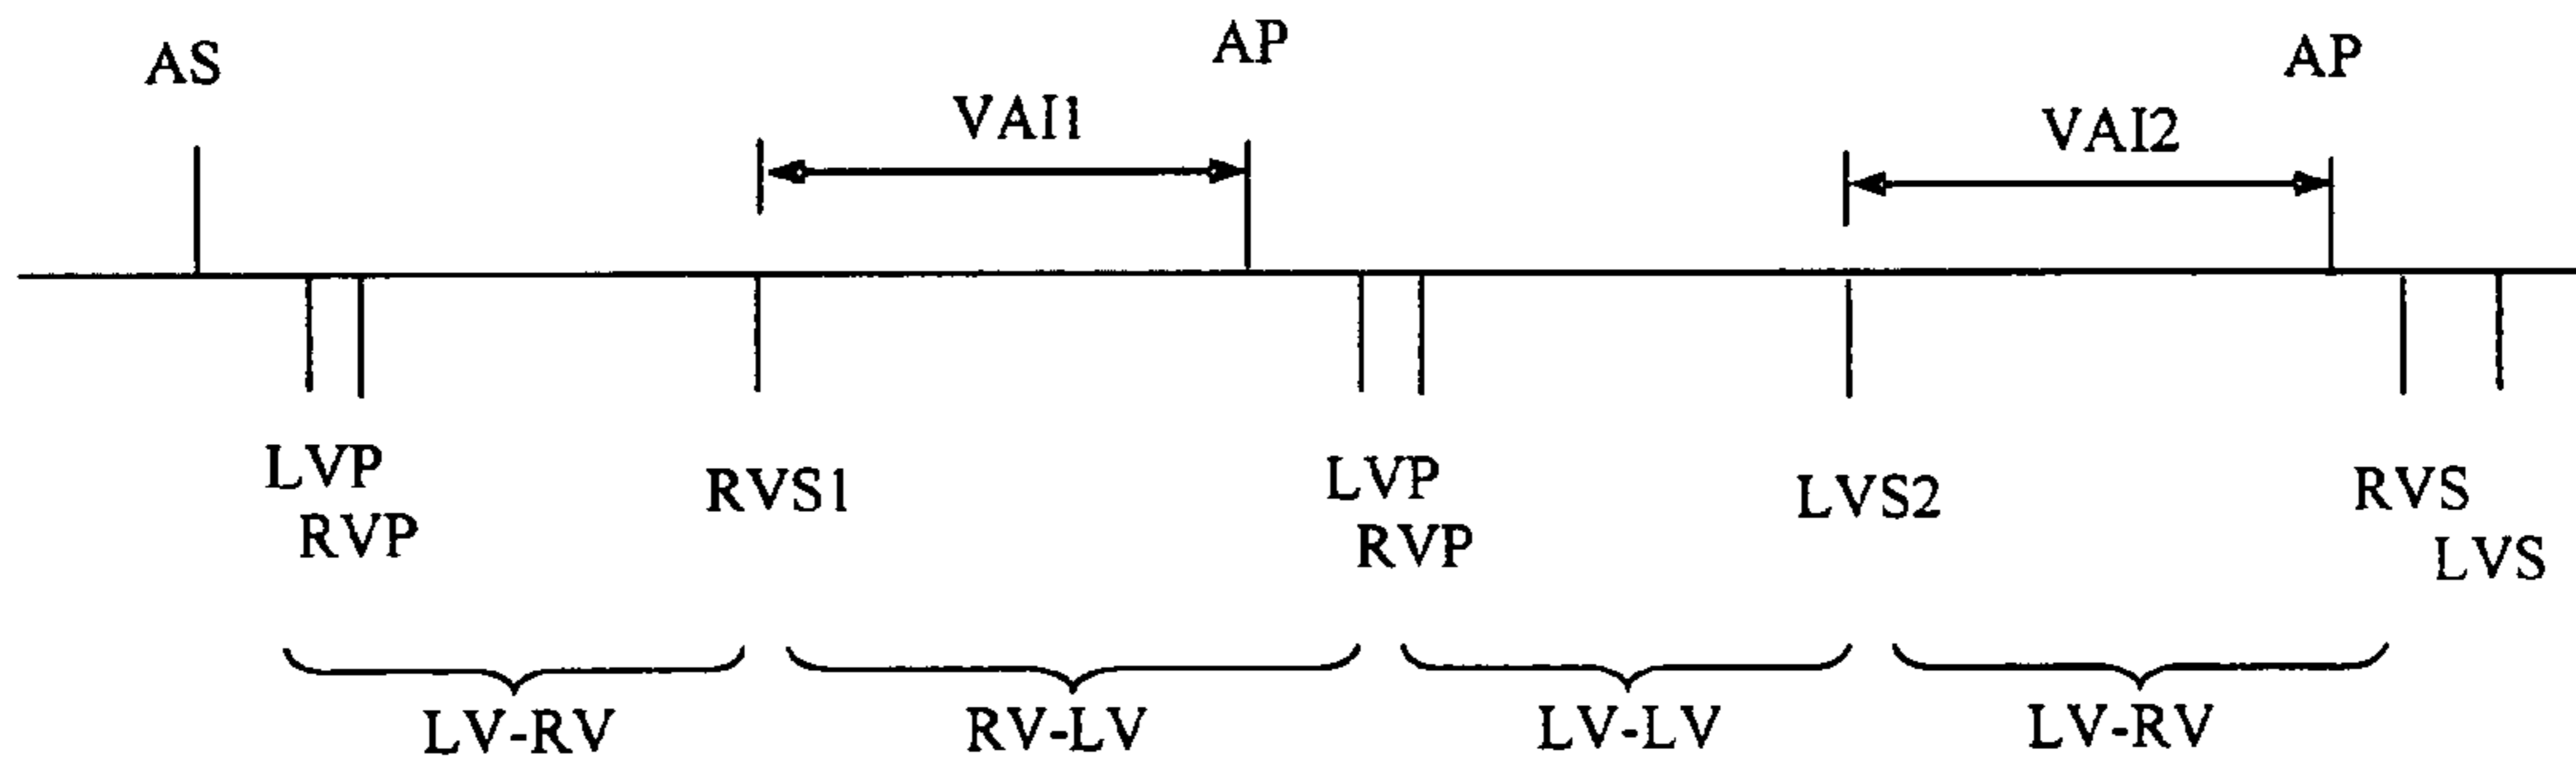 AS
AP
AP
VAI1
VAI2
LVP
RVP
RVS1
LVP
RVP
LVS2
RVS
LVS
LV-RV
RV-LV
LV-LV
LV-RV